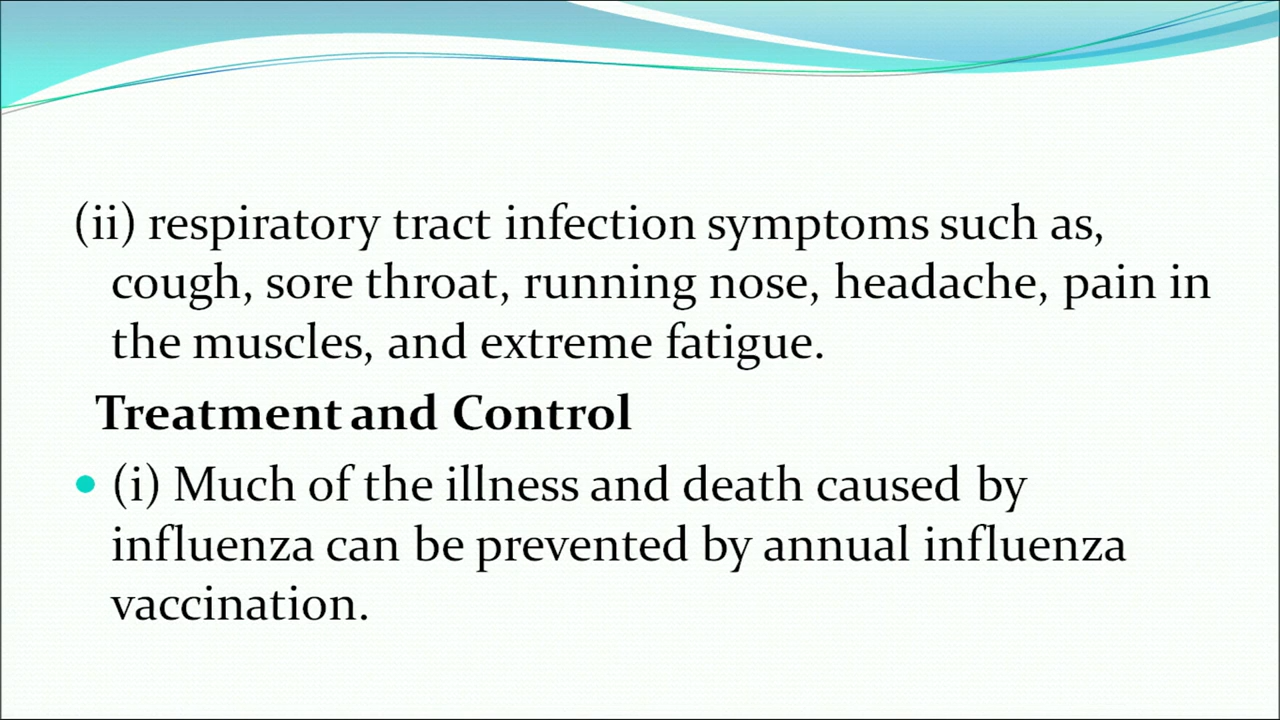 (ii) respiratory tract infection symptoms such as,
cough, sore throat, running nose, headache, pain in
the muscles, and extreme fatigue.
Treatment and Control
(i) Much of the illness and death caused by
influenza can be prevented by annual influenza
vaccination.